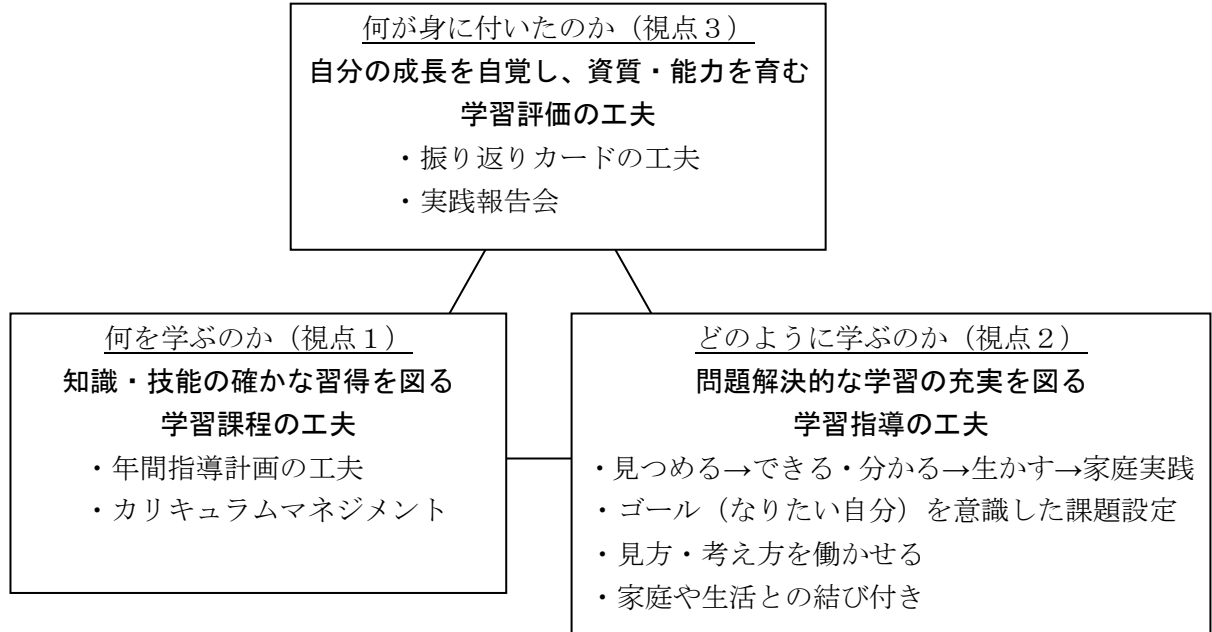 何が身に付いたのか（視点３）
自分の成長を自覚し、資質・能力を育む
学習評価の工夫
・振り返りカードの工夫
・実践報告会
何を学ぶのか（視点１）
知識・技能の確かな習得を図る
学習課程の工夫
・年間指導計画の工夫
・カリキュラムマネジメント
どのように学ぶのか（視点２）
問題解決的な学習の充実を図る
学習指導の工夫
・見つめる→できる・分かる→生かす→家庭実践
・ゴール（なりたい自分）を意識した課題設定
・見方・考え方を働かせる
・家庭や生活との結び付き